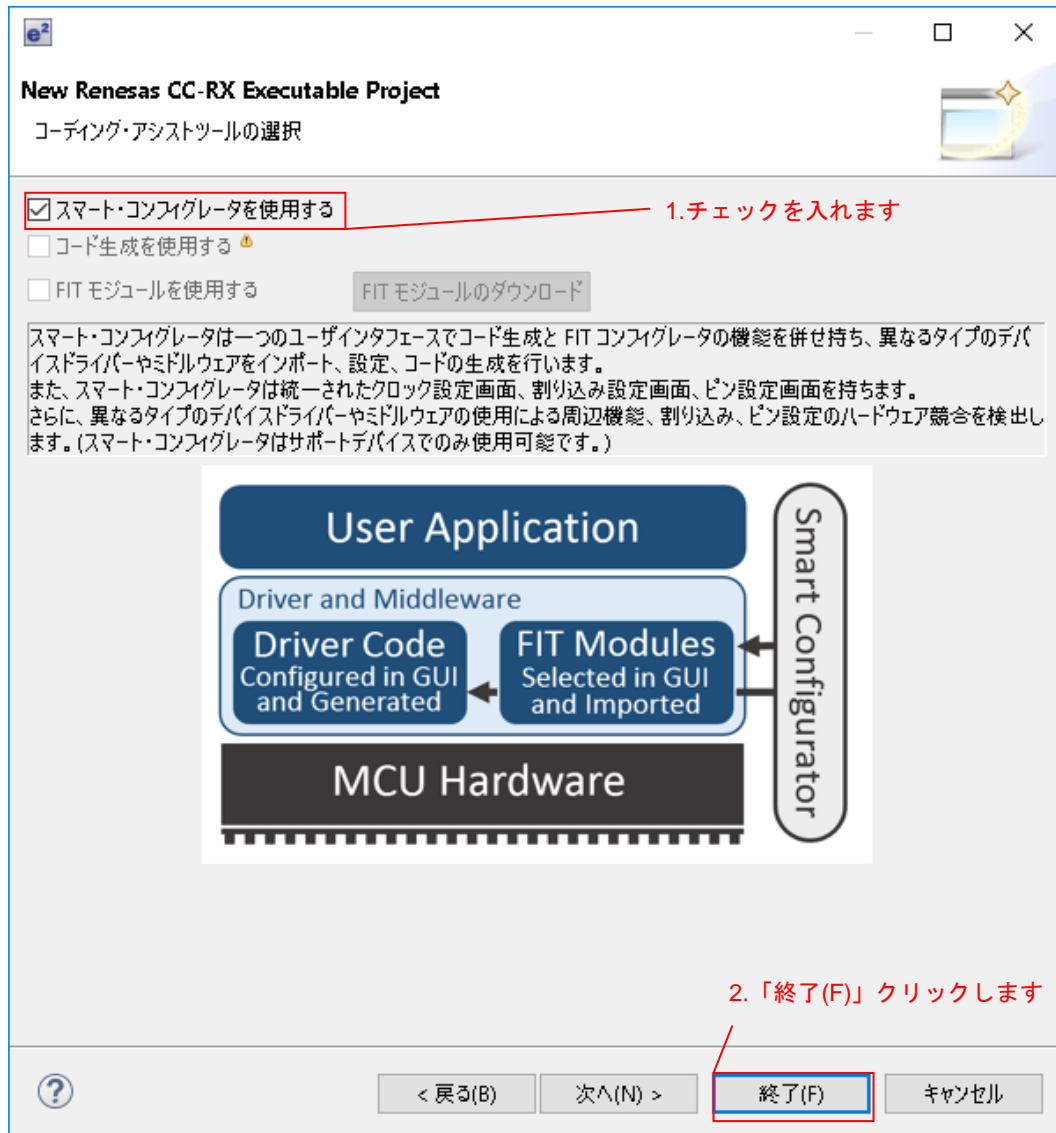 e²
New Renesas CC-RX Executable Project
コーディング・アシストツールの選択
スマート・コンフィグレータを使用する
1.チェックを入れます
コード生成を使用する
FIT モジュールを使用する
FIT モジュールのダウンロード
スマート・コンフィグレータは一つのユーザインタフェースでコード生成と FIT コンフィグレータの機能を併せ持ち、異なるタイプのデバ
イスドライバーやミドルウェアをインポート、設定、コードの生成を行います。
また、スマート・コンフィグレータは統一されたクロック設定画面、割り込み設定画面、ピン設定画面を持ちます。
さらに、異なるタイプのデバイスドライバーやミドルウェアの使用による周辺機能、割り込み、ピン設定のハードウェア競合を検出し
ます。(スマート・コンフィグレータはサポートデバイスでのみ使用可能です。)
User Application
Driver and Middleware
Driver Code
Configured in GUI
and Generated
FIT Modules
Selected in GUI
and Imported
MCU Hardware
Smart Configurator
2.「終了(F)」クリックします
?
< 戻る(B)
次へ(N) >
終了(F)
キャンセル